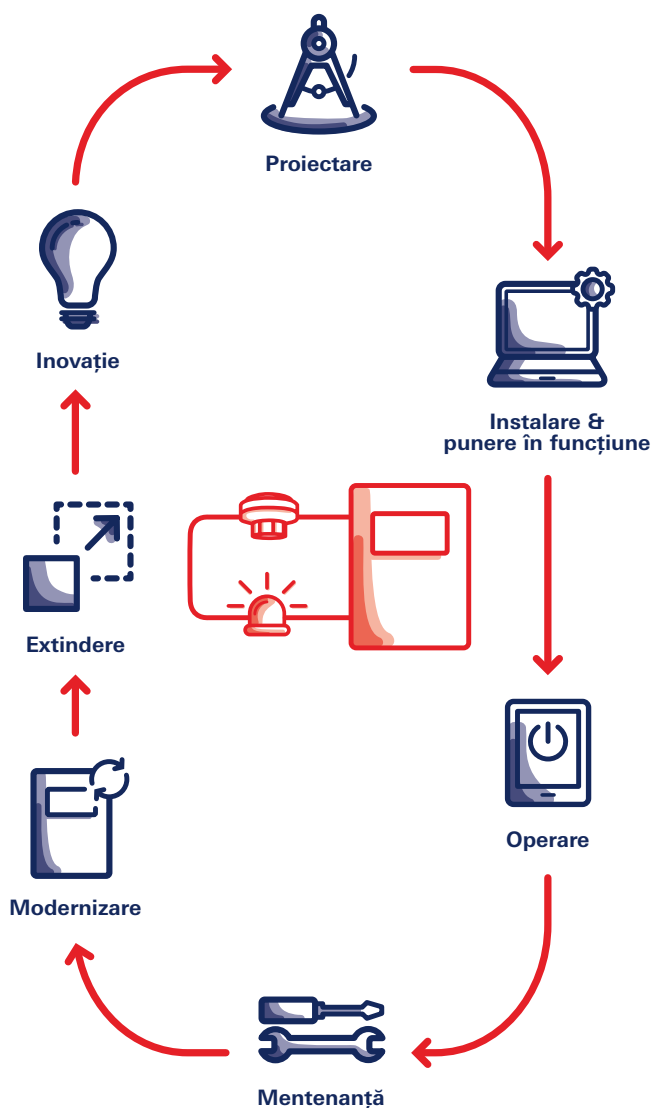 Proiectare
Inovație
Instalare &
punere în funcțiune
Extindere
Operare
Modernizare
Mentenanță